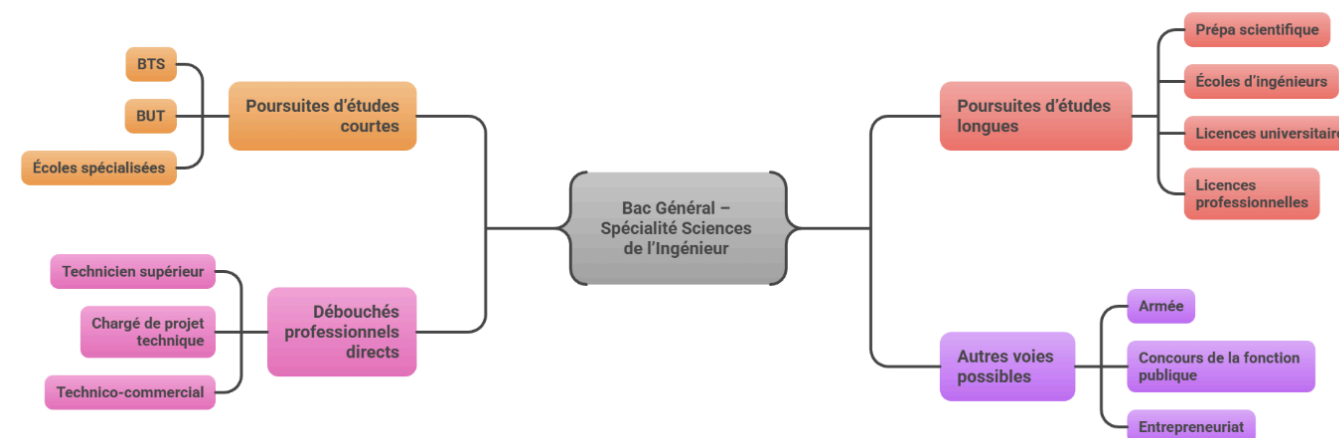 BTS
BUT
Écoles spécialisées
Poursuites d’études
courtes
Technicien supérieur
Chargé de projet
technique
Technico-commercial
Débouchés
professionnels
directs
Bac Général –
Spécialité Sciences
de l’Ingénieur
Poursuites d’études
longues
Prépa scientifique
Écoles d’ingénieurs
Licences universitaire
Licences
professionnelles
Autres voies
possibles
Armée
Concours de la fonction
publique
Entrepreneuriat